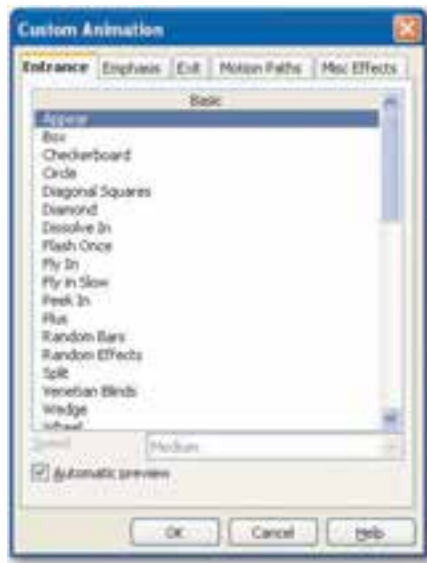 Custom Animation
Entrance Emphasis Exit Motion Paths Misc Effects
Basic
Appear
Box
Checkerboard
Circle
Diagonal Squares
Diamond
Dissolve In
Flash Once
Fly In
Fly in Slow
Peek In
Plus
Random Bars
Random Effects
Split
Venetian Blinds
Wedge
Wheel
Speed Medium
Automatic preview
OK Cancel Help